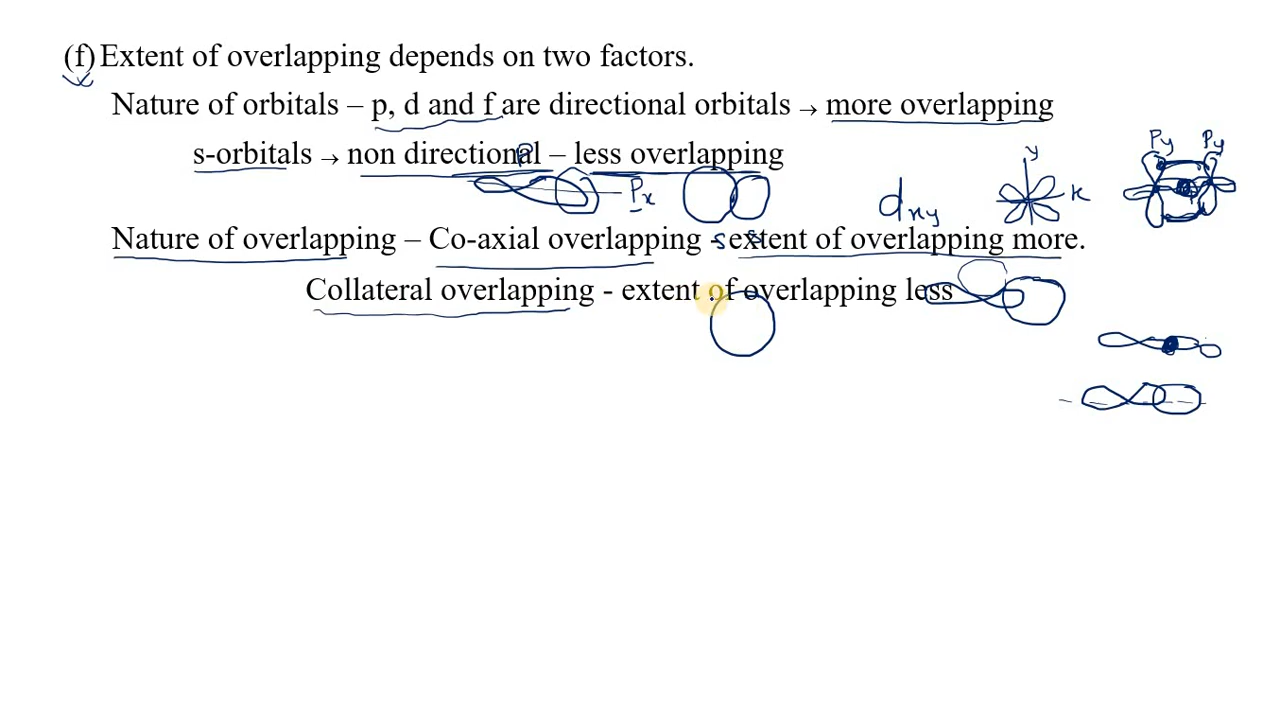 (f) Extent of overlapping depends on two factors.
Nature of orbitals – p, d and f are directional orbitals → more overlapping
s-orbitals → non directional – less overlapping
P
Px
dxy
y
x
Py Py
Nature of overlapping – Co-axial overlapping - extent of overlapping more.
s s
Collateral overlapping - extent of overlapping less